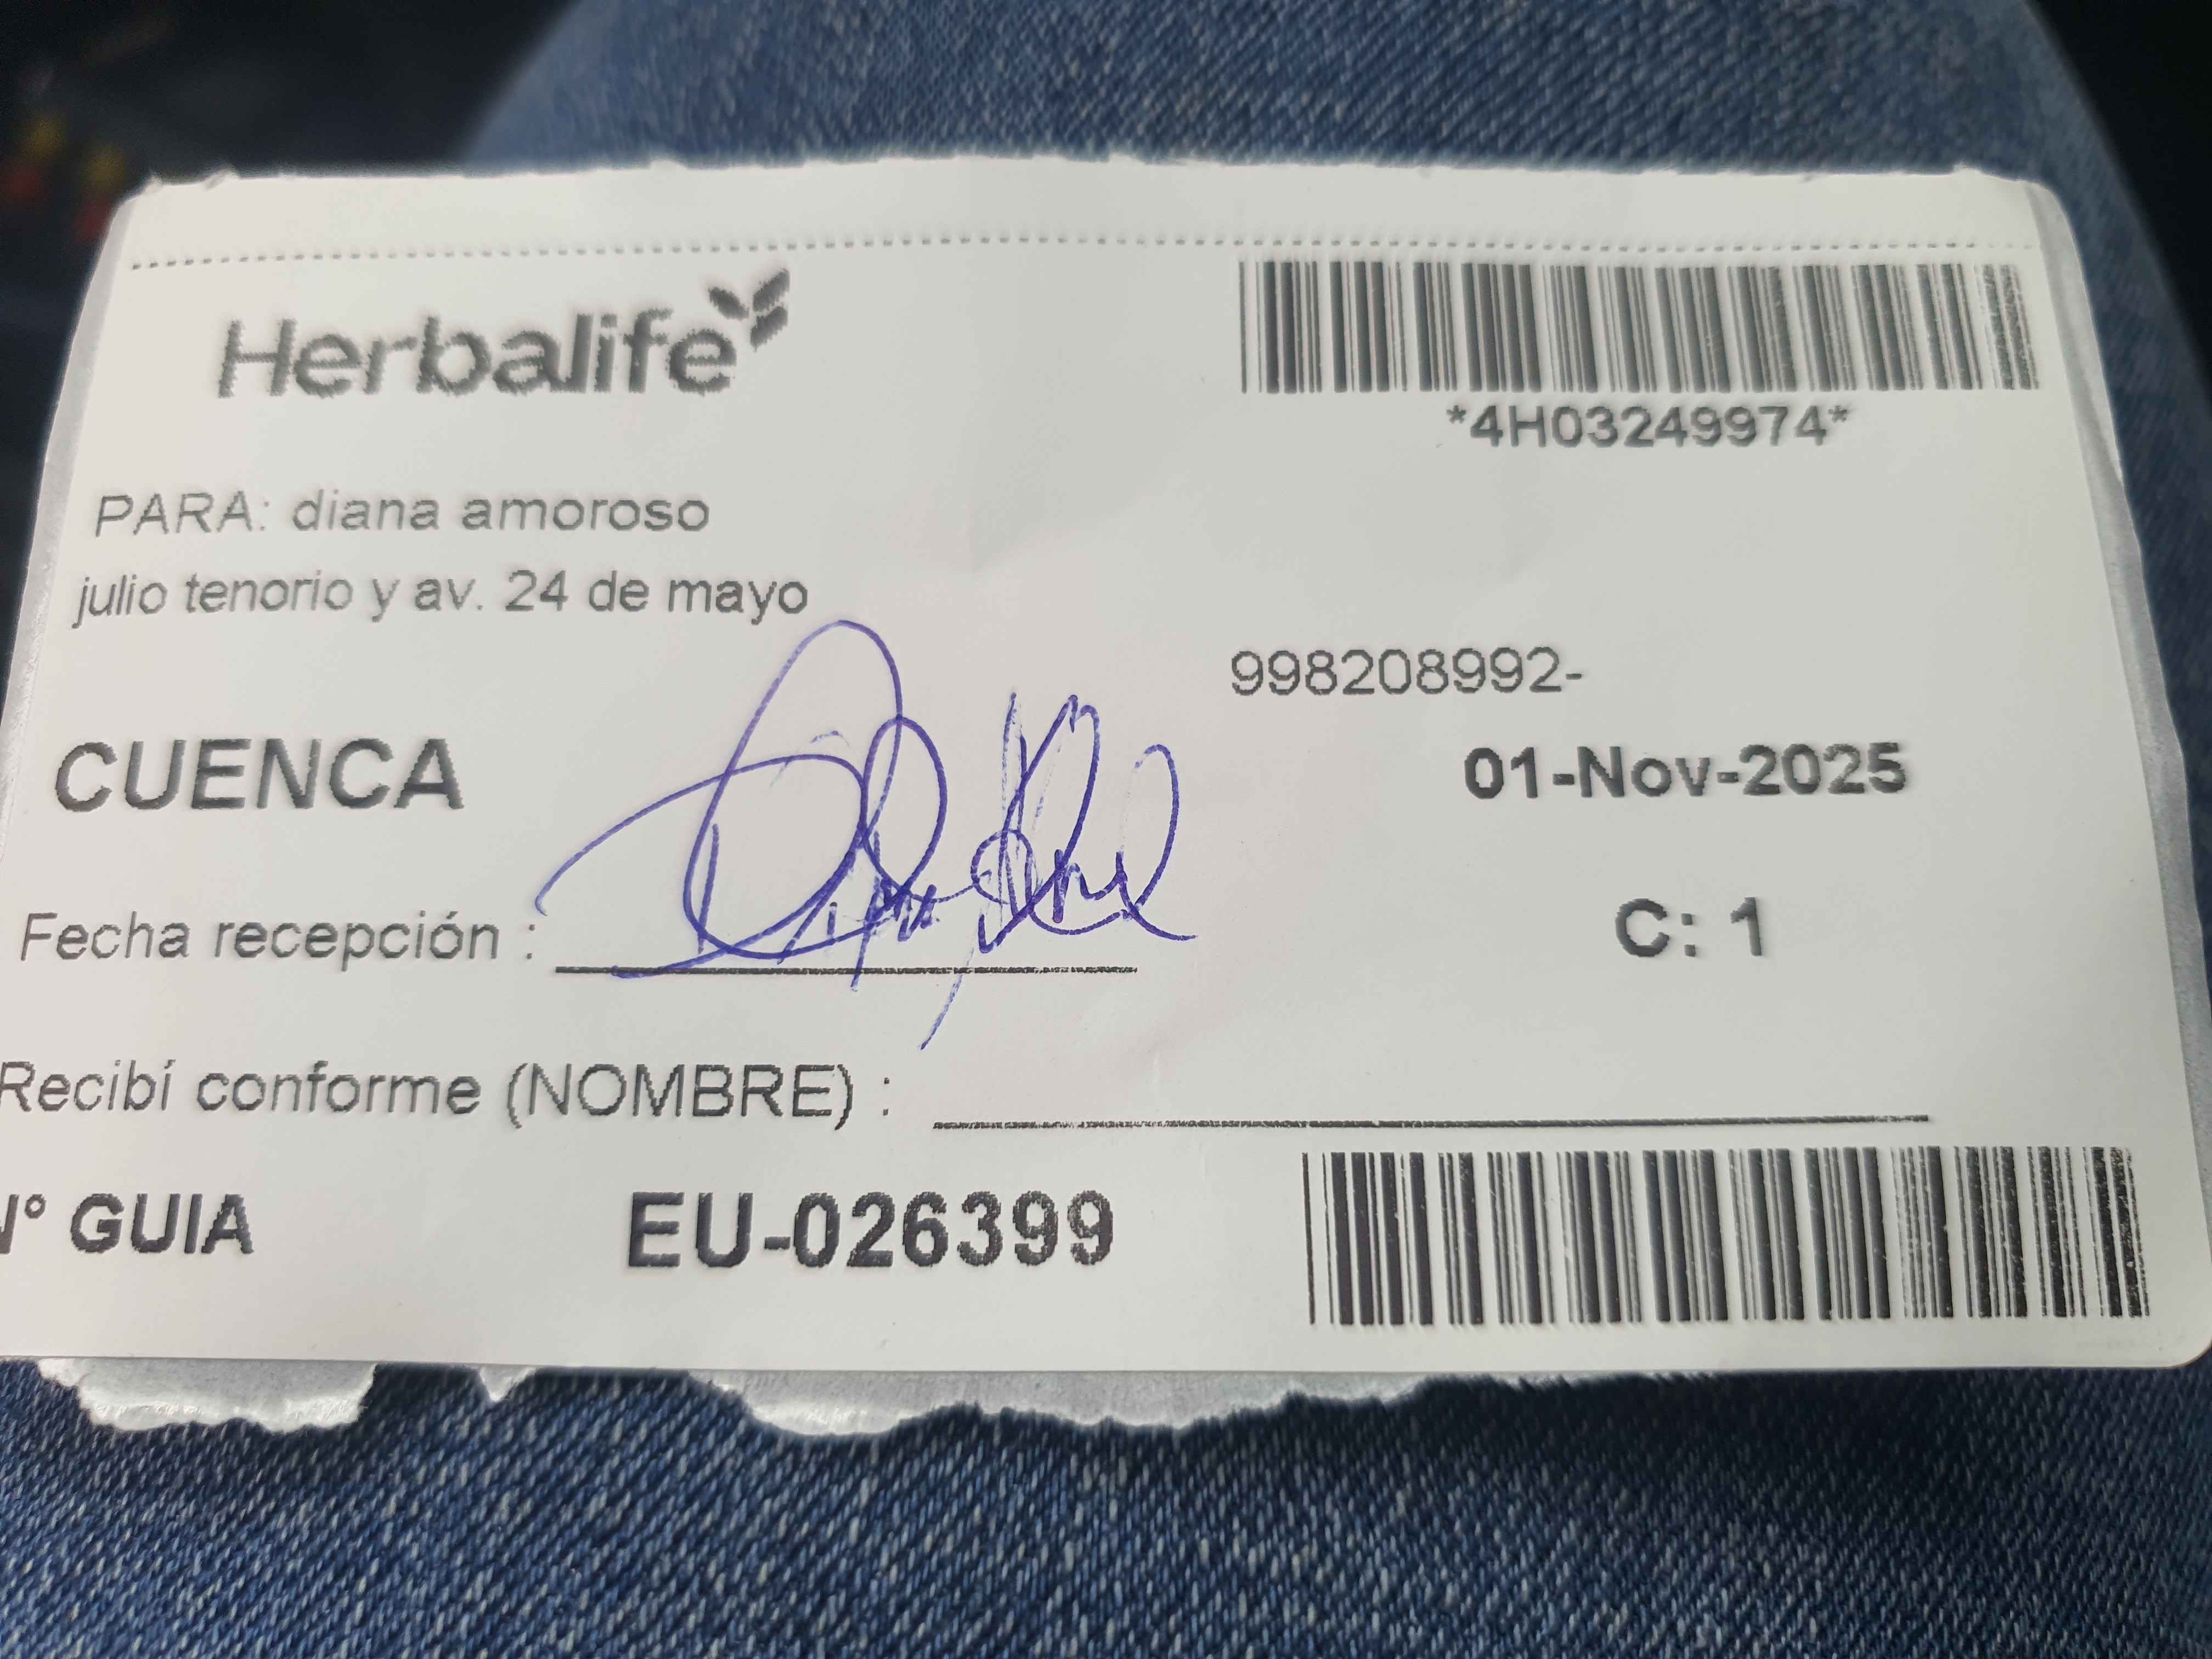 Herbalife
*4H03249974*
PARA: diana amoroso
julio tenorio y av. 24 de mayo
998208992-
CUENCA
01-Nov-2025
Fecha recepción :
C: 1
Recibí conforme (NOMBRE) :
N° GUIA EU-026399